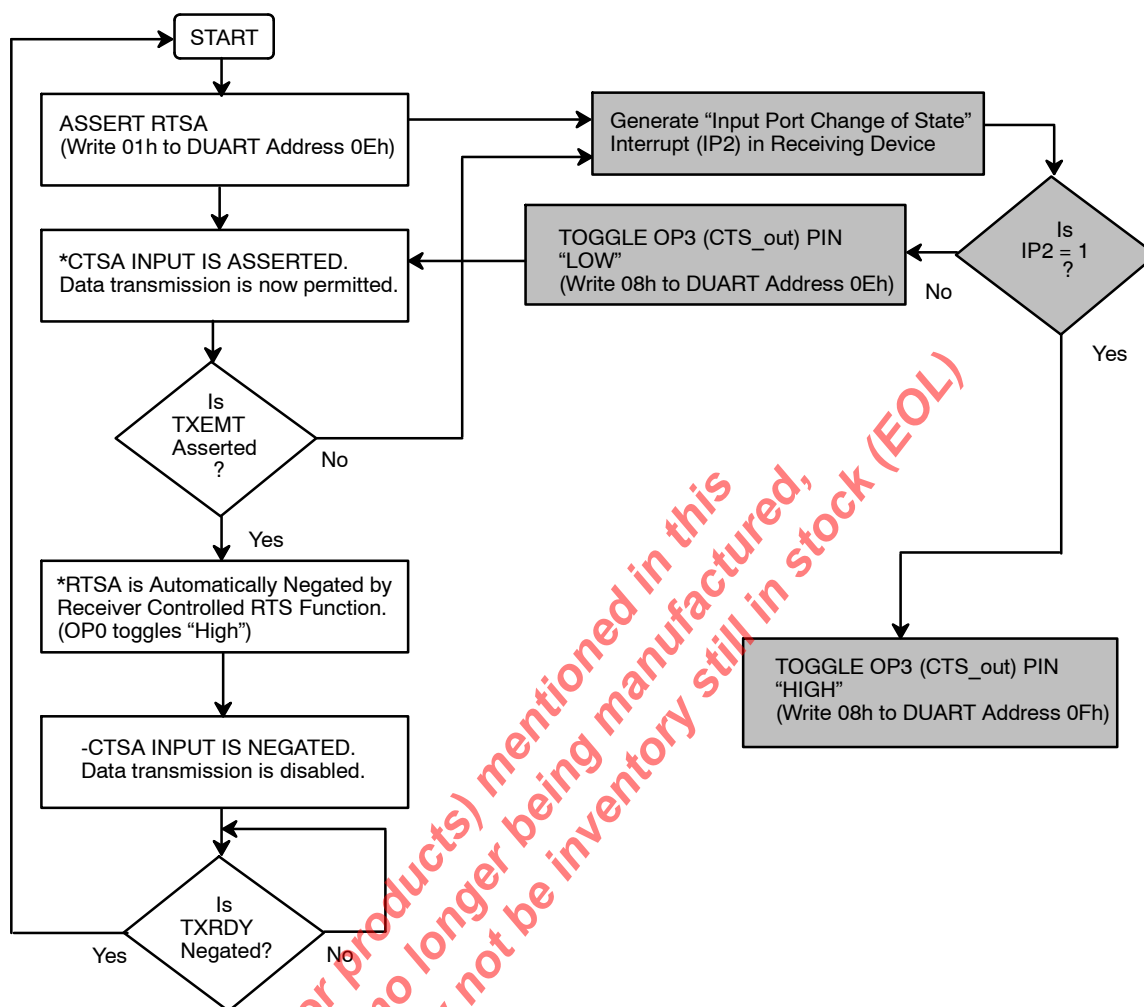 START
ASSERT RTSA
(Write 01h to DUART Address 0Eh)
Generate “Input Port Change of State”
Interrupt (IP2) in Receiving Device
Is
IP2 = 1
?
No
Yes
TOGGLE OP3 (CTS_out) PIN
“LOW”
(Write 08h to DUART Address 0Eh)
*CTSA INPUT IS ASSERTED.
Data transmission is now permitted.
Is
TXEMT
Asserted
?
No
Yes
*RTSA is Automatically Negated by
Receiver Controlled RTS Function.
(OP0 toggles “High”)
TOGGLE OP3 (CTS_out) PIN
“HIGH”
(Write 08h to DUART Address 0Fh)
-CTSA INPUT IS NEGATED.
Data transmission is disabled.
Is
TXRDY
Negated?
Yes
No
or products) mentioned in this
no longer being manufactured,
not be inventory still in stock (EOL)